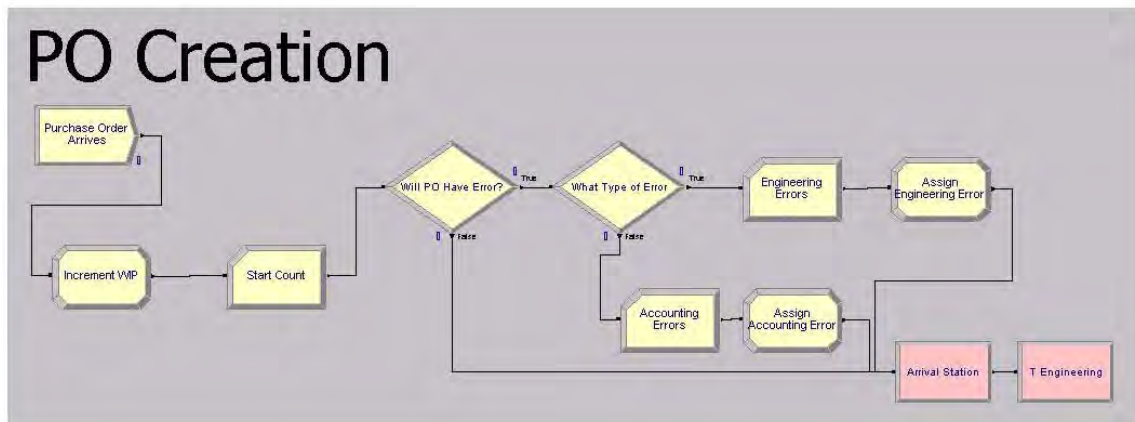 PO Creation
Purchase Order
Arrives
Increment WIP
Start Count
Will PO Have Error?
True
False
What Type of Error
True
False
Engineering
Errors
Assign
Engineering Error
Accounting
Errors
Assign
Accounting Error
Arrival Station
T Engineering